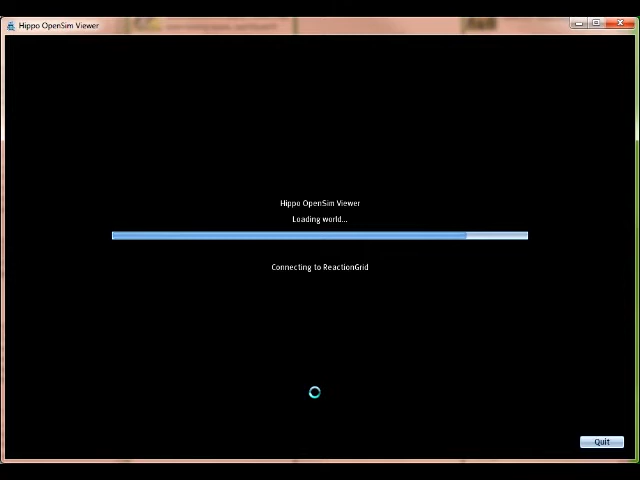 Hippo OpenSim Viewer
Hippo OpenSim Viewer
Loading world...
Connecting to ReactionGrid
Quit